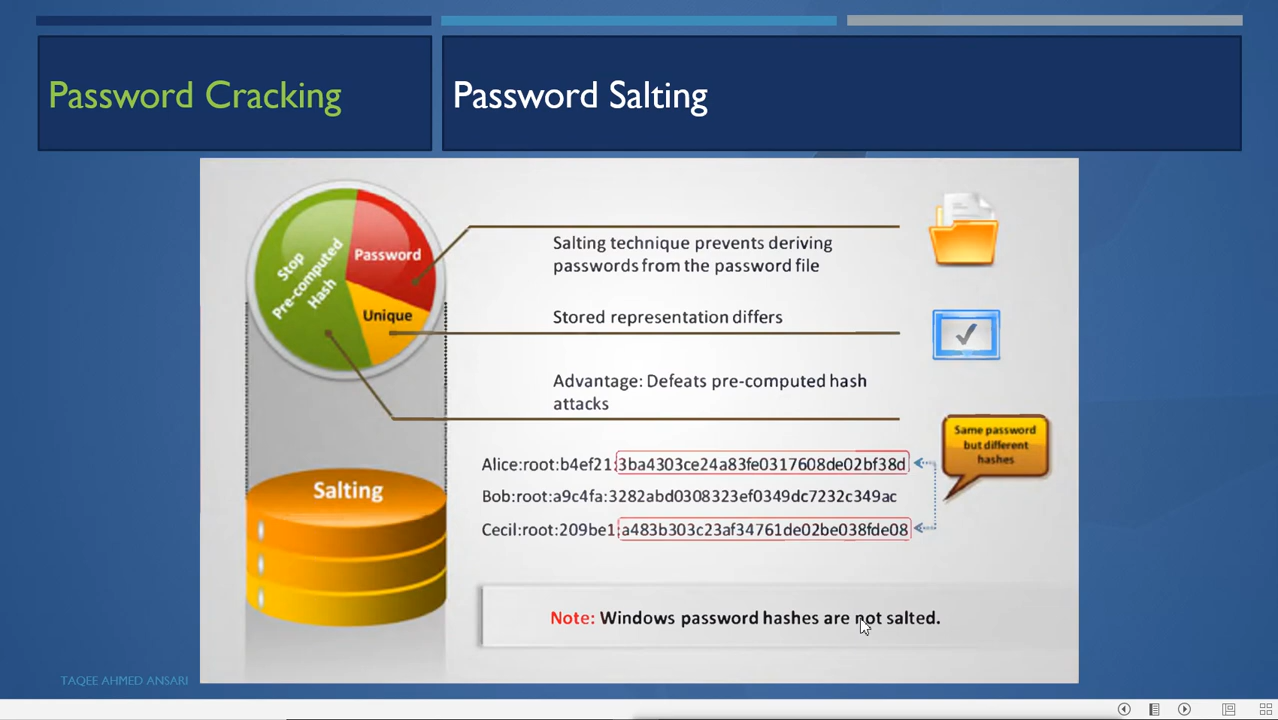 Password Cracking
Password Salting
Stop
Pre-computed
Hash
Password
Unique
Salting technique prevents deriving
passwords from the password file
Stored representation differs
Advantage: Defeats pre-computed hash
attacks
Same password
but different
hashes
Salting
Alice:root:b4ef21:3ba4303ce24a83fe0317608de02bf38d
Bob:root:a9c4fa:3282abd0308323ef0349dc7232c349ac
Cecil:root:209be1:a483b303c23af34761de02be038fde08
Note: Windows password hashes are not salted.
TAQEE AHMED ANSARI